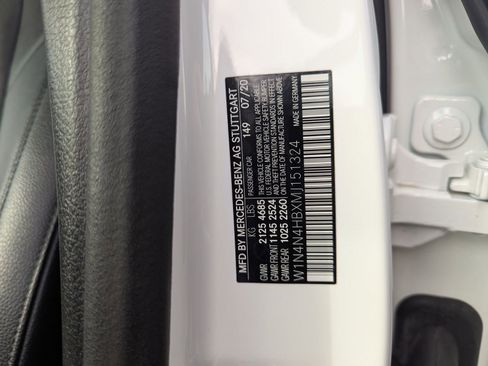 MFD BY MERCEDES-BENZ AG STUTTGART
PASSENGER CAR 149 07/20
KG LBS
GVWR 2125 4685
GAWR FRONT 1145 2524
GAWR REAR 1025 2260
THIS VEHICLE CONFORMS TO ALL APPLICABLE
U.S. FEDERAL MOTOR VEHICLE SAFETY BUMPER
AND THEFT PREVENTION STANDARDS IN EFFECT
ON THE DATE OF MANUFACTURE SHOWN ABOVE
W1N4N4HBXMJ151324 MADE IN GERMANY